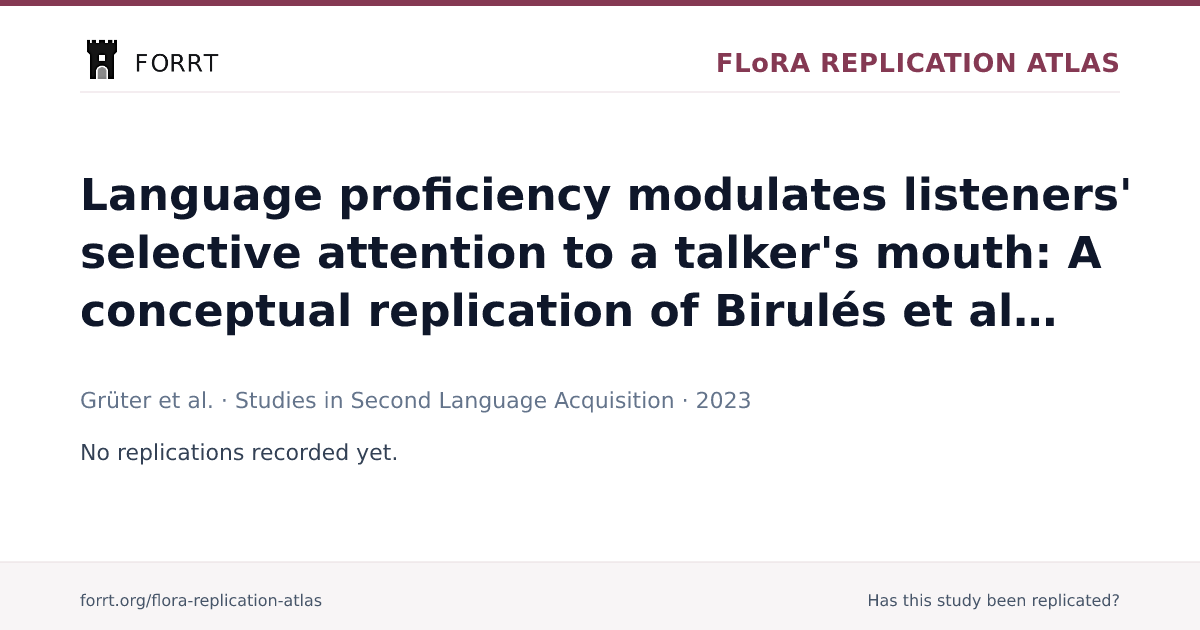 FORRT
FLoRA REPLICATION ATLAS
Language proficiency modulates listeners'
selective attention to a talker's mouth: A
conceptual replication of Birulés et al…
Grüter et al. · Studies in Second Language Acquisition · 2023
No replications recorded yet.
forrt.org/flora-replication-atlas
Has this study been replicated?